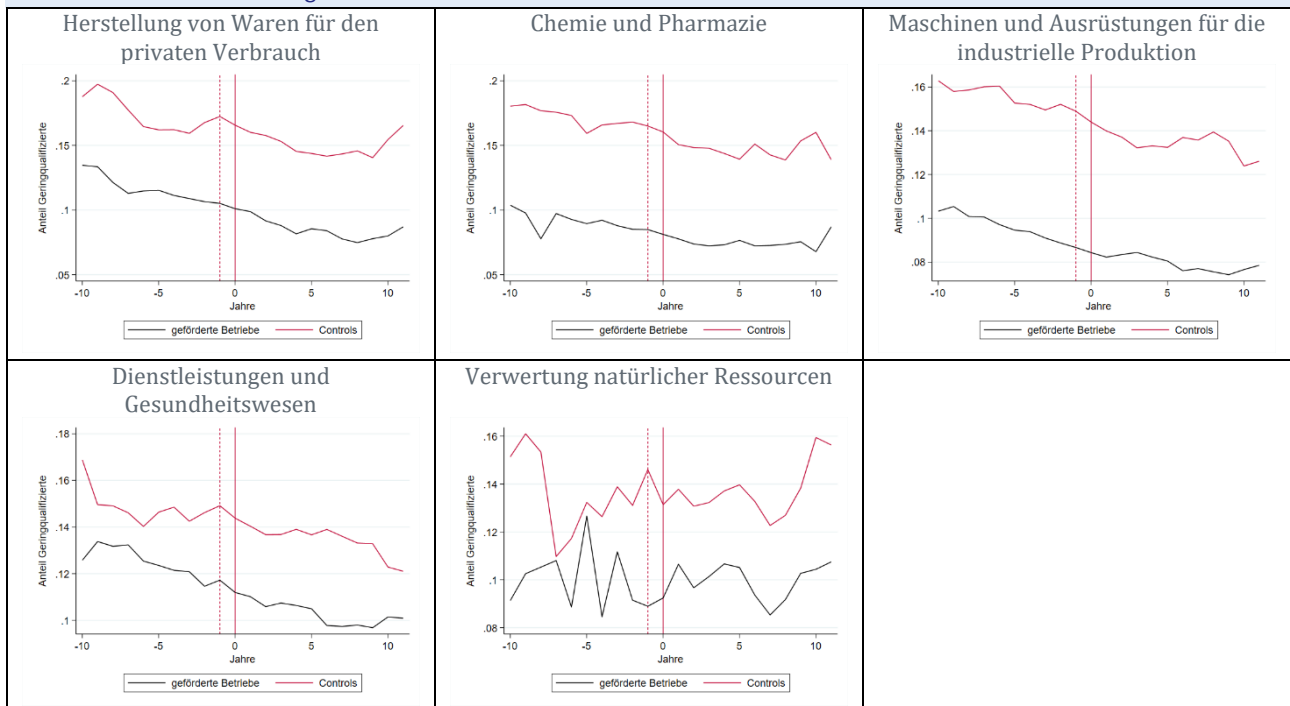 Herstellung von Waren für den
privaten Verbrauch
.2
.15
.1
.05
Anteil Geringqualifizierte
-10
-5
0
5
10
Jahre
geförderte Betriebe
Controls
Chemie und Pharmazie
.2
.15
.1
.05
Anteil Geringqualifizierte
-10
-5
0
5
10
Jahre
geförderte Betriebe
Controls
Maschinen und Ausrüstungen für die
industrielle Produktion
.16
.14
.12
.1
.08
Anteil Geringqualifizierte
-10
-5
0
5
10
Jahre
geförderte Betriebe
Controls
Dienstleistungen und
Gesundheitswesen
.18
.16
.14
.12
.1
Anteil Geringqualifizierte
-10
-5
0
5
10
Jahre
geförderte Betriebe
Controls
Verwertung natürlicher Ressourcen
.16
.14
.12
.1
.08
Anteil Geringqualifizierte
-10
-5
0
5
10
Jahre
geförderte Betriebe
Controls